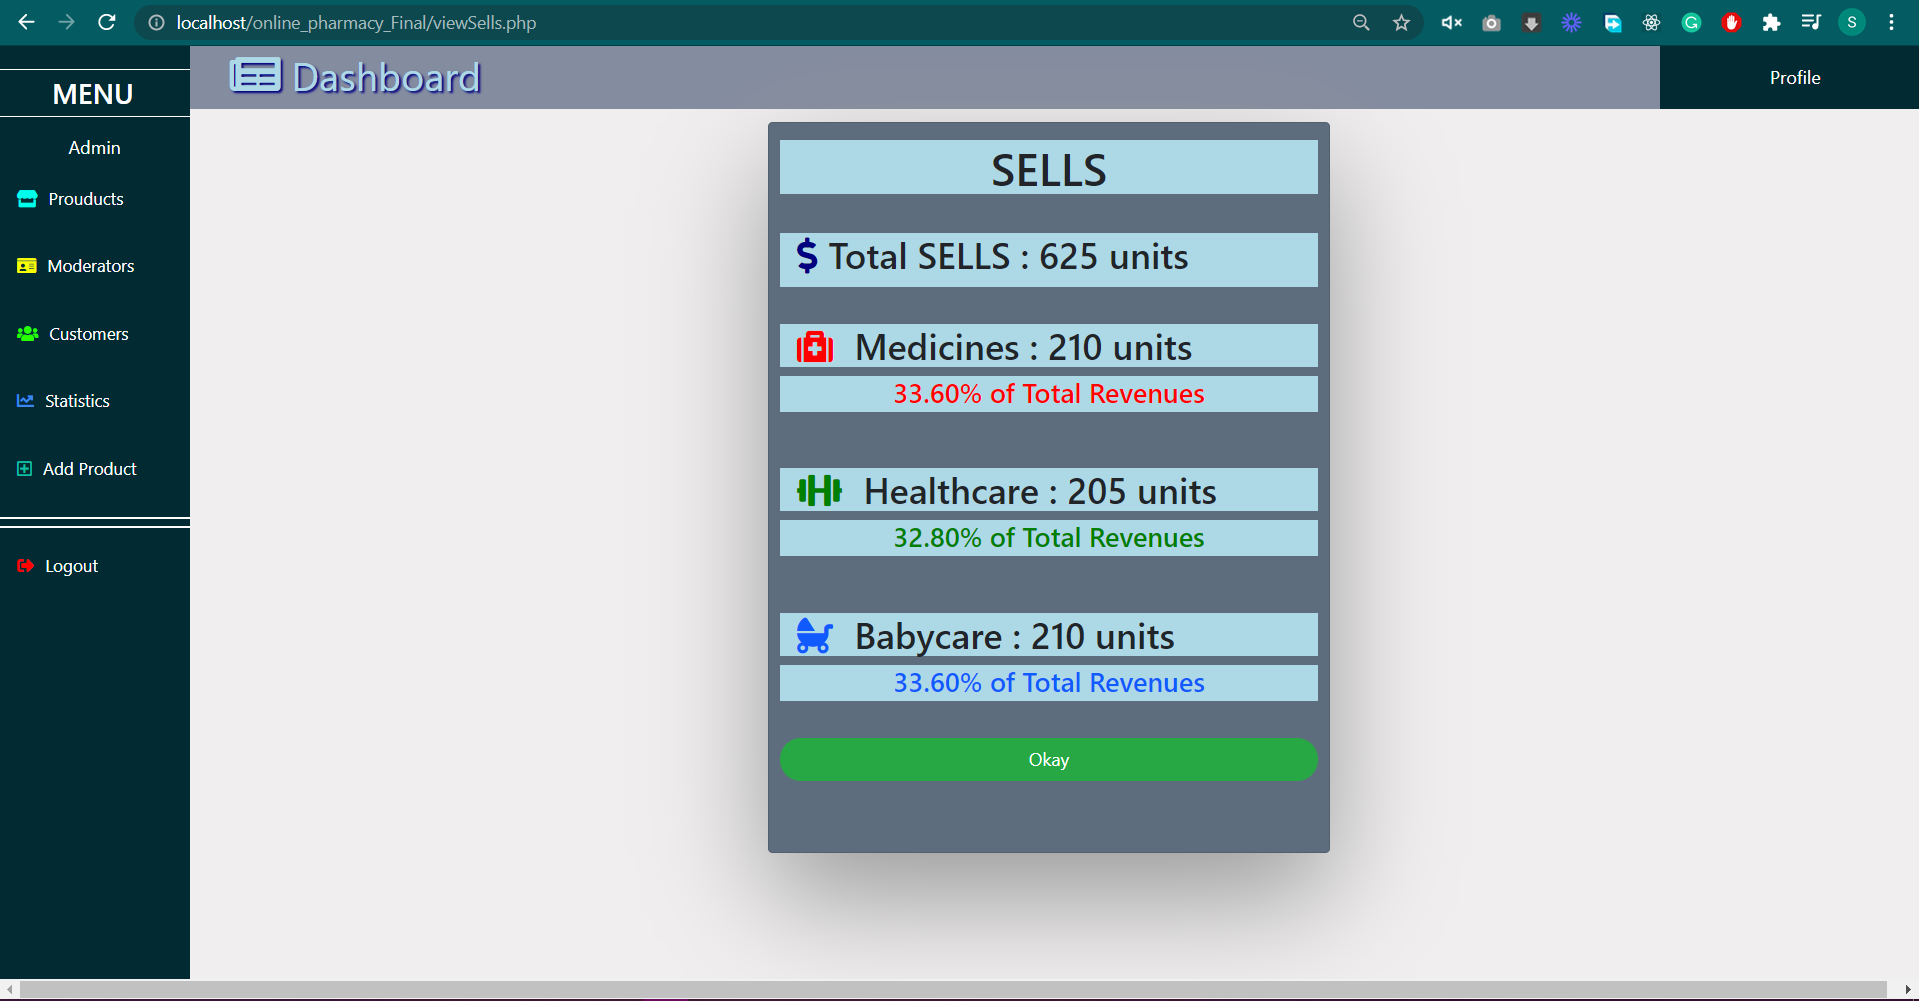 localhost/online_pharmacy_Final/viewSells.php
S
MENU
Dashboard
Profile
Admin
Prouducts
Moderators
Customers
Statistics
Add Product
Logout
SELLS
$ Total SELLS : 625 units
Medicines : 210 units
33.60% of Total Revenues
Healthcare : 205 units
32.80% of Total Revenues
Babycare : 210 units
33.60% of Total Revenues
Okay